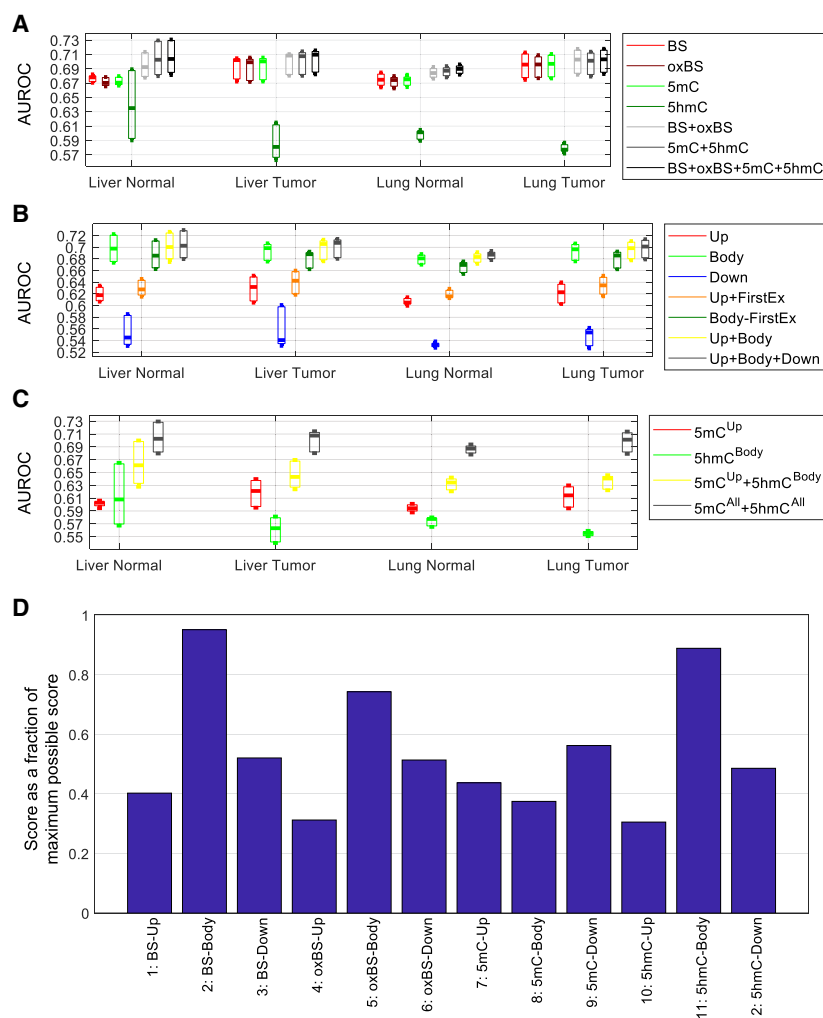 A
0.73
0.71
0.69
0.67
0.65
0.63
0.61
0.59
0.57
AUROC
Liver Normal
Liver Tumor
Lung Normal
Lung Tumor
BS
oxBS
5mC
5hmC
BS+oxBS
5mC+5hmC
BS+oxBS+5mC+5hmC
B
0.72
0.7
0.68
0.66
0.64
0.62
0.6
0.58
0.56
0.54
0.52
AUROC
Liver Normal
Liver Tumor
Lung Normal
Lung Tumor
Up
Body
Down
Up+FirstEx
Body-FirstEx
Up+Body
Up+Body+Down
C
0.73
0.71
0.69
0.67
0.65
0.63
0.61
0.59
0.57
0.55
AUROC
Liver Normal
Liver Tumor
Lung Normal
Lung Tumor
5mC^Up
5hmC^Body
5mC^Up+5hmC^Body
5mC^All+5hmC^All
D
1
0.8
0.6
0.4
0.2
0
Score as a fraction of
maximum possible score
1: BS-Up
2: BS-Body
3: BS-Down
4: oxBS-Up
5: oxBS-Body
6: oxBS-Down
7: 5mC-Up
8: 5mC-Body
9: 5mC-Down
10: 5hmC-Up
11: 5hmC-Body
2: 5hmC-Down